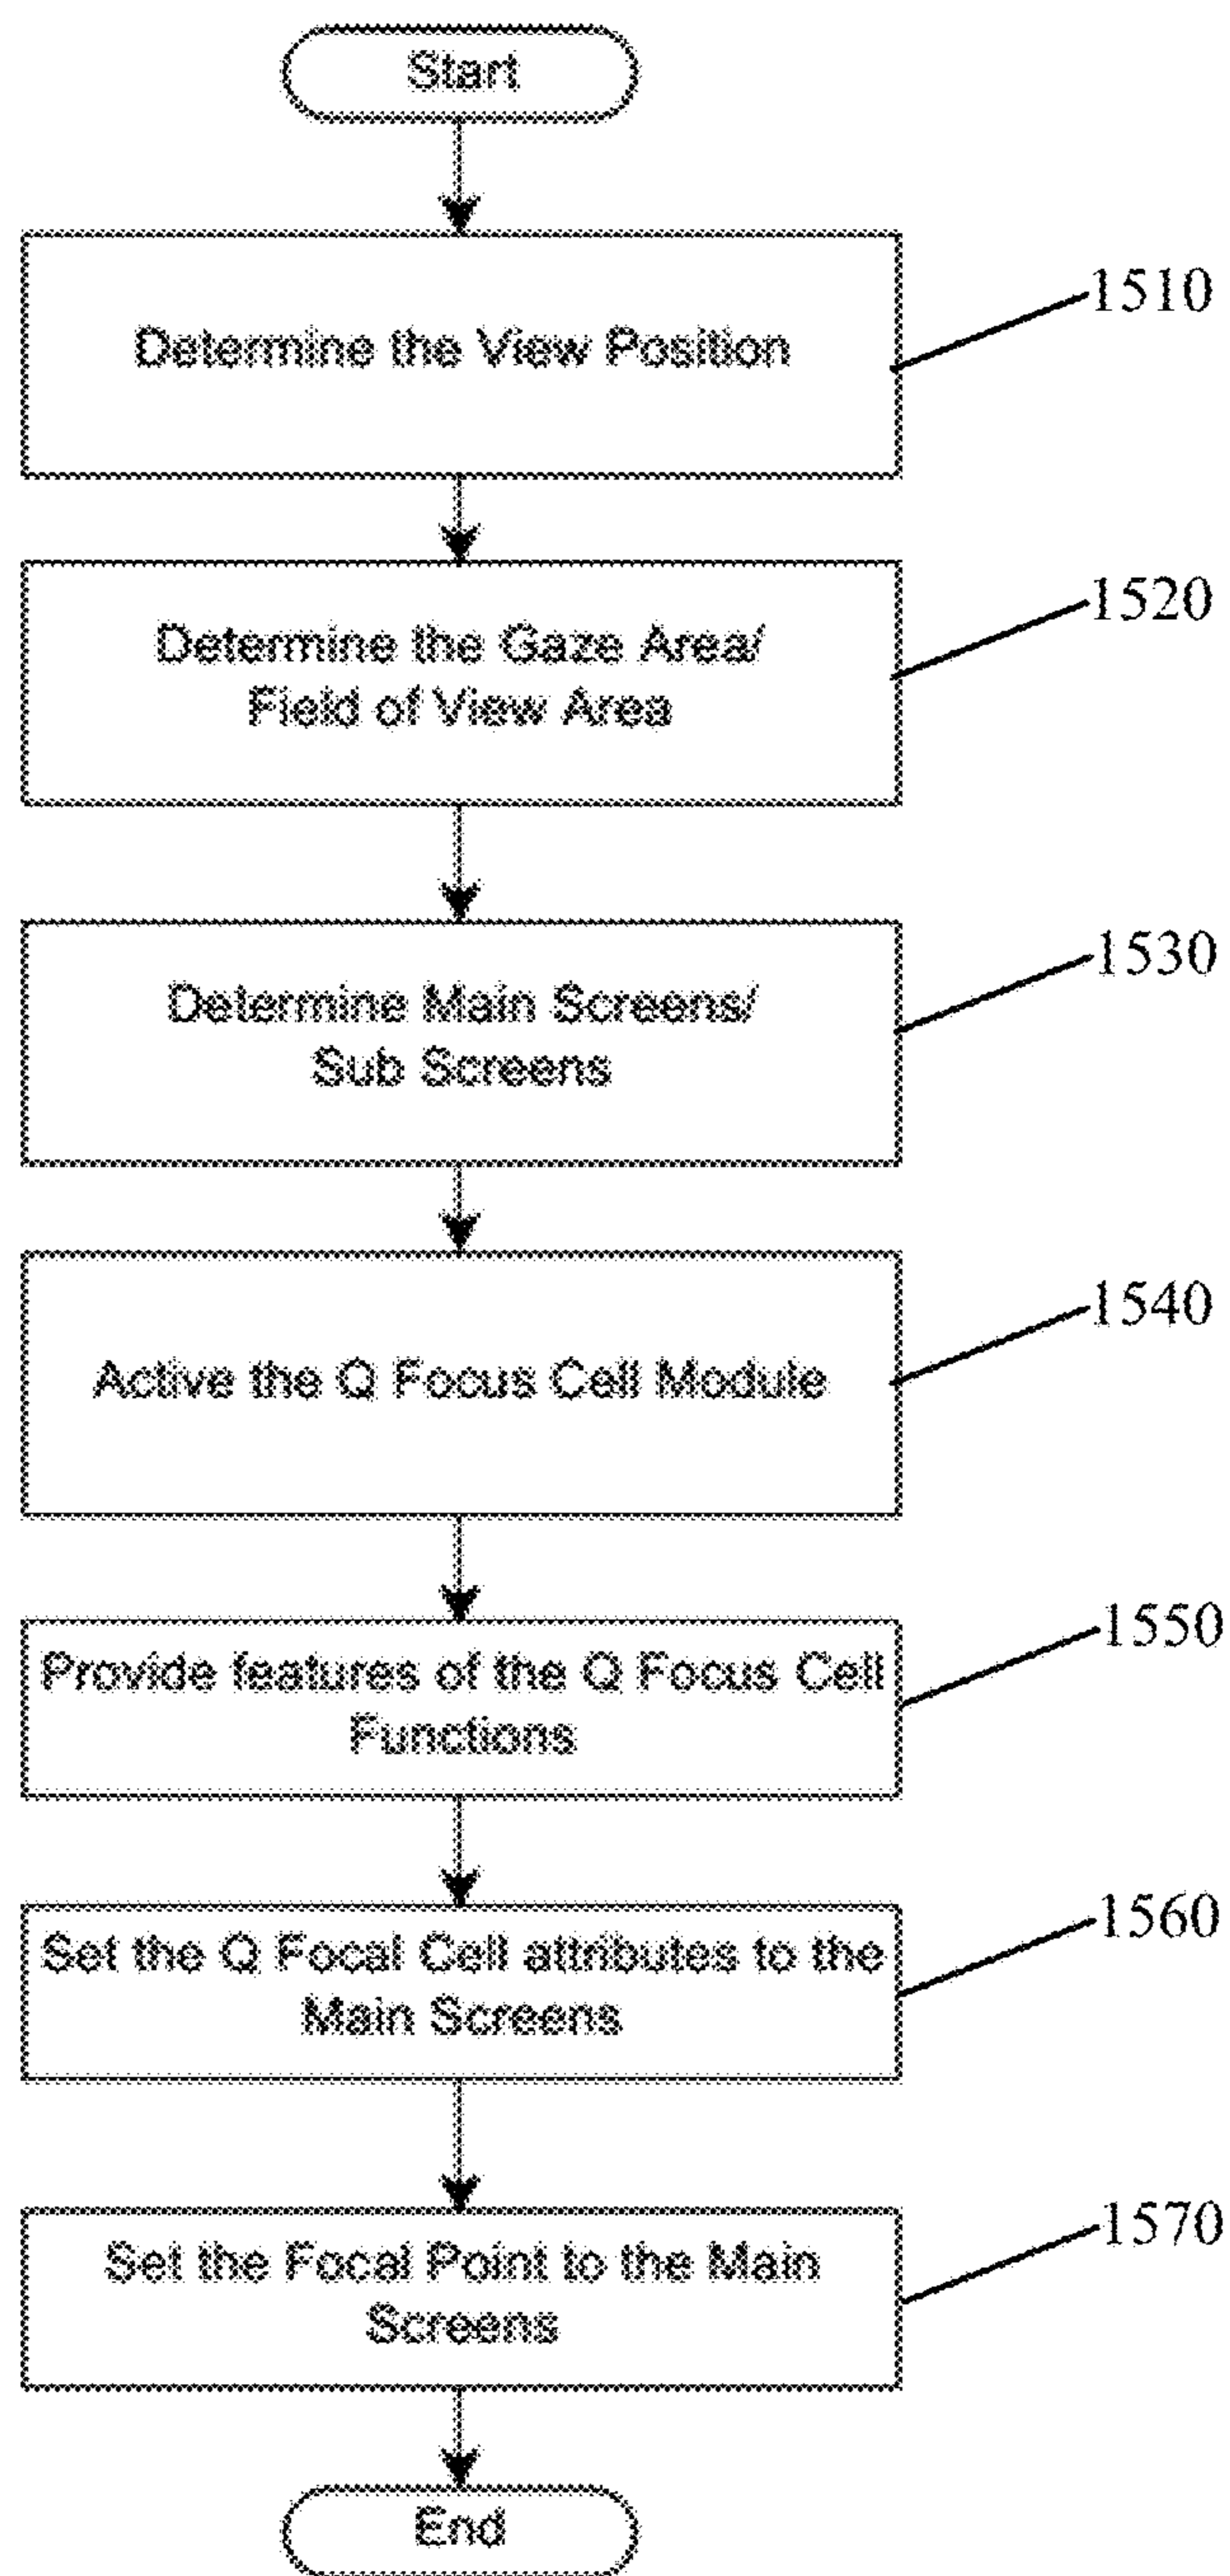 Start
Determine the View Position
1510
Determine the Gaze Area/
Field of View Area
1520
Determine Main Screens/
Sub Screens
1530
Active the Q Focus Cell Module
1540
Provide features of the Q Focus Cell
Functions
1550
Set the Q Focal Cell attributes to the
Main Screens
1560
Set the Focal Point to the Main
Screens
1570
End